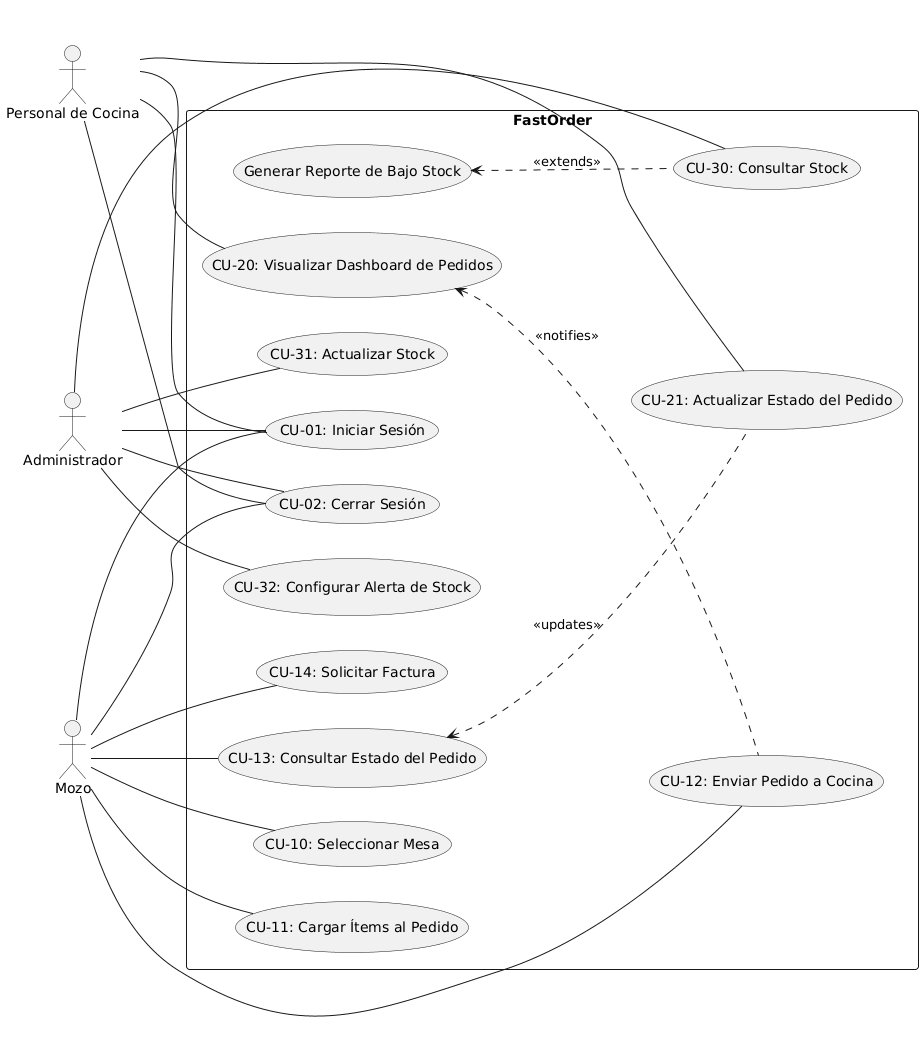 Personal de Cocina
FastOrder
«extends»
Generar Reporte de Bajo Stock
CU-30: Consultar Stock
CU-20: Visualizar Dashboard de Pedidos
«notifies»
CU-31: Actualizar Stock
CU-21: Actualizar Estado del Pedido
CU-01: Iniciar Sesión
Administrador
CU-02: Cerrar Sesión
CU-32: Configurar Alerta de Stock
«updates»
CU-14: Solicitar Factura
CU-13: Consultar Estado del Pedido
CU-12: Enviar Pedido a Cocina
Mozo
CU-10: Seleccionar Mesa
CU-11: Cargar Ítems al Pedido